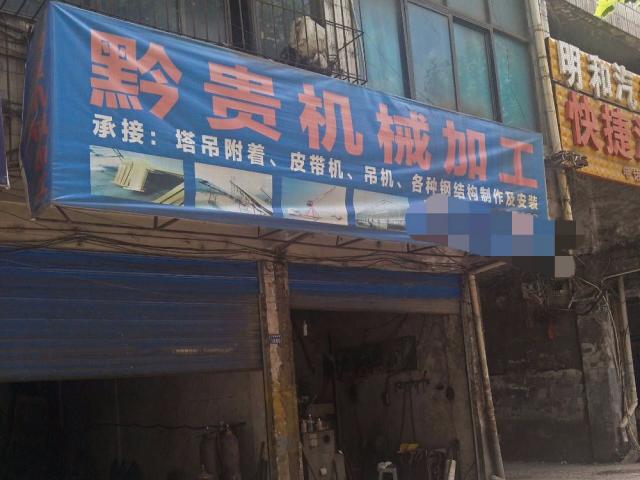 黔贵机械加工
承接：塔吊附着、皮带机、吊机、各种钢结构制作及安装
明和汽
快捷